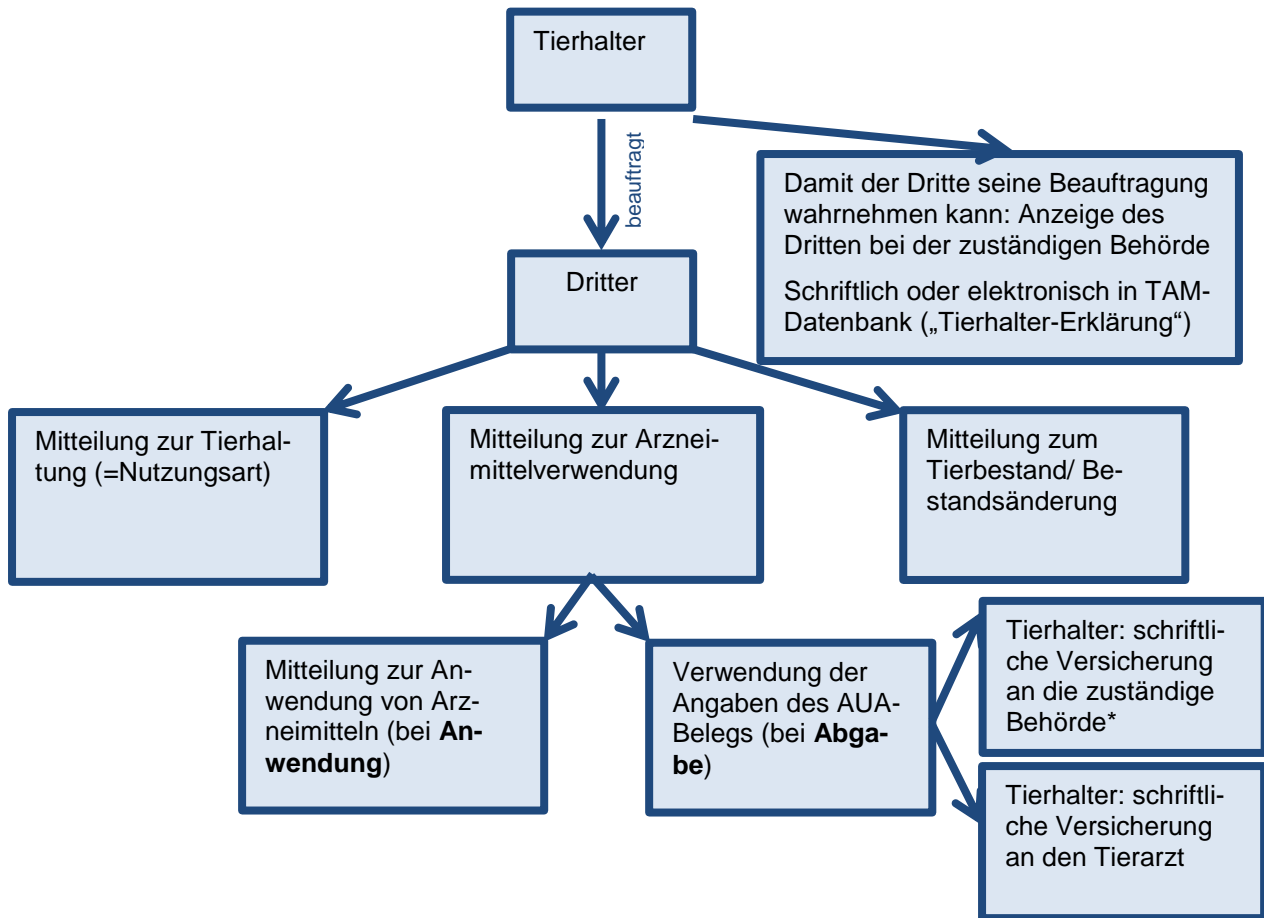 Tierhalter
beauftragt
Damit der Dritte seine Beauftragung
wahrnehmen kann: Anzeige des
Dritten bei der zuständigen Behörde
Schriftlich oder elektronisch in TAM-
Datenbank („Tierhalter-Erklärung“)
Dritter
Mitteilung zur Tierhal-
tung (=Nutzungsart)
Mitteilung zur Arznei-
mittelverwendung
Mitteilung zum
Tierbestand/ Be-
standsänderung
Mitteilung zur An-
wendung von Arz-
neimitteln (bei An-
wendung)
Verwendung der
Angaben des AUA-
Belegs (bei Abga-
be)
Tierhalter: schriftli-
che Versicherung
an die zuständige
Behörde*
Tierhalter: schriftli-
che Versicherung
an den Tierarzt